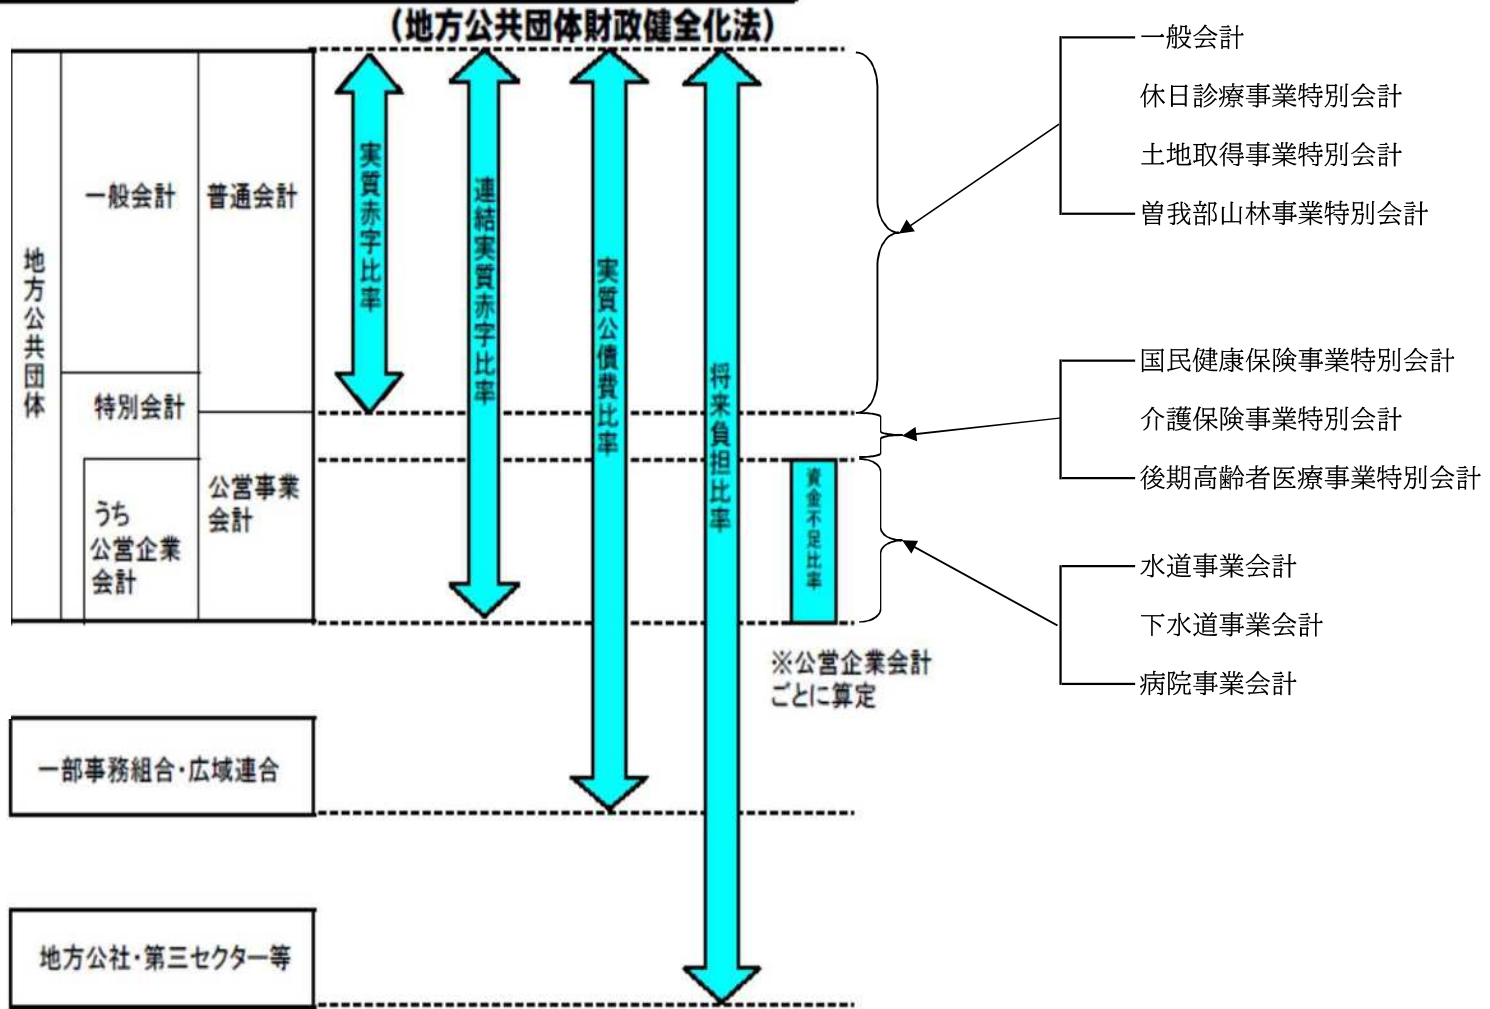 （地方公共団体財政健全化法）
地方公共団体
一般会計
普通会計
特別会計
うち
公営企業
会計
公営事業
会計
実質赤字比率
連結実質赤字比率
実質公債費比率
将来負担比率
資金不足比率
※公営企業会計
ごとに算定
一部事務組合・広域連合
地方公社・第三セクター等
一般会計
休日診療事業特別会計
土地取得事業特別会計
曽我部山林事業特別会計
国民健康保険事業特別会計
介護保険事業特別会計
後期高齢者医療事業特別会計
水道事業会計
下水道事業会計
病院事業会計